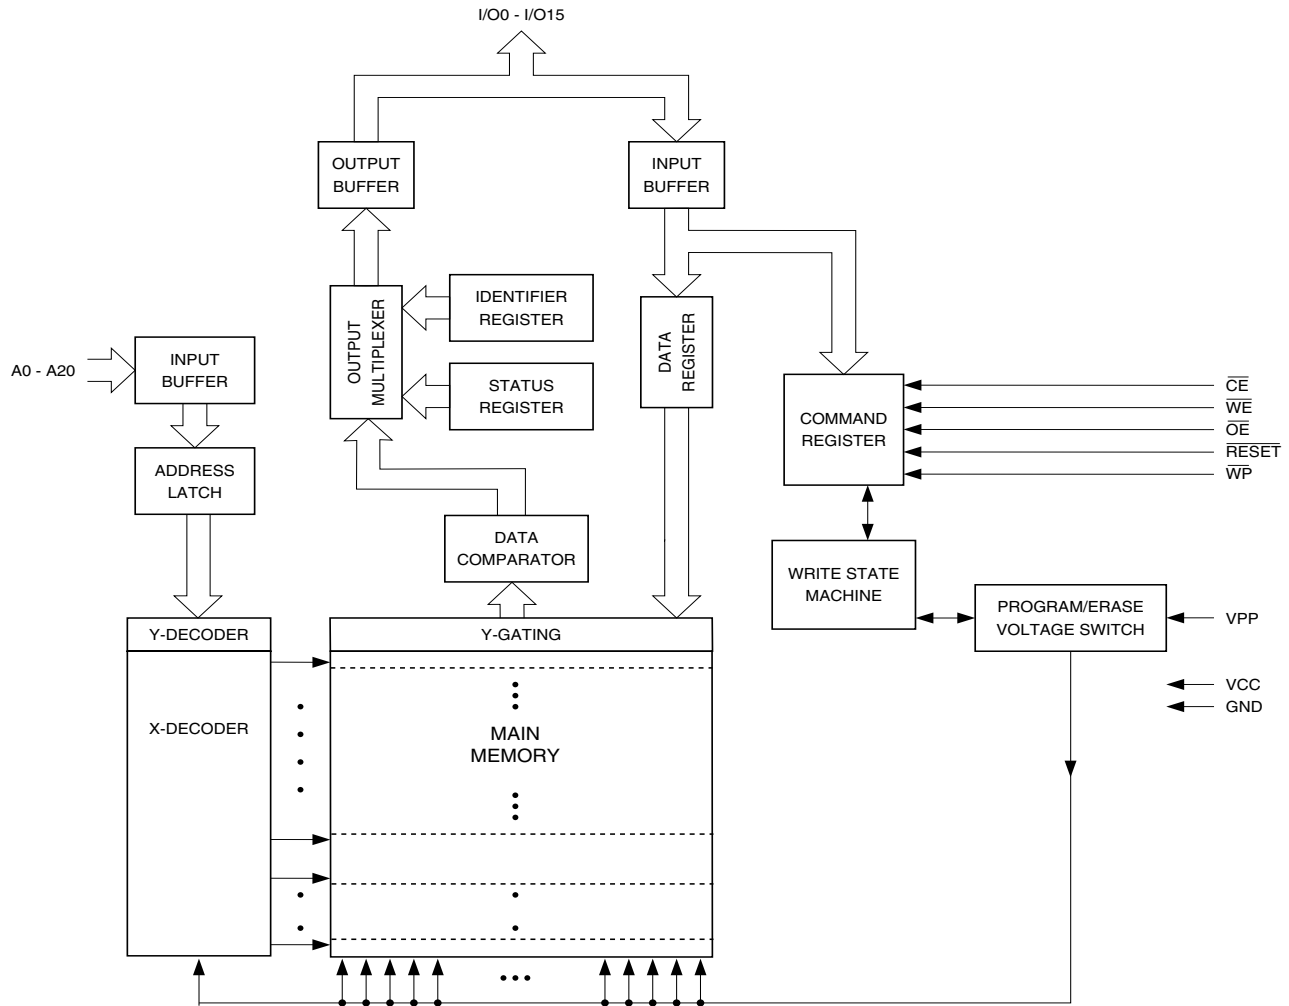 I/O0 - I/O15
OUTPUT
BUFFER
INPUT
BUFFER
OUTPUT
MULTIPLEXER
IDENTIFIER
REGISTER
STATUS
REGISTER
DATA
REGISTER
A0 - A20
INPUT
BUFFER
ADDRESS
LATCH
COMMAND
REGISTER
CE
WE
OE
RESET
WP
DATA
COMPARATOR
WRITE STATE
MACHINE
PROGRAM/ERASE
VOLTAGE SWITCH
VPP
VCC
GND
Y-DECODER
Y-GATING
X-DECODER
MAIN
MEMORY